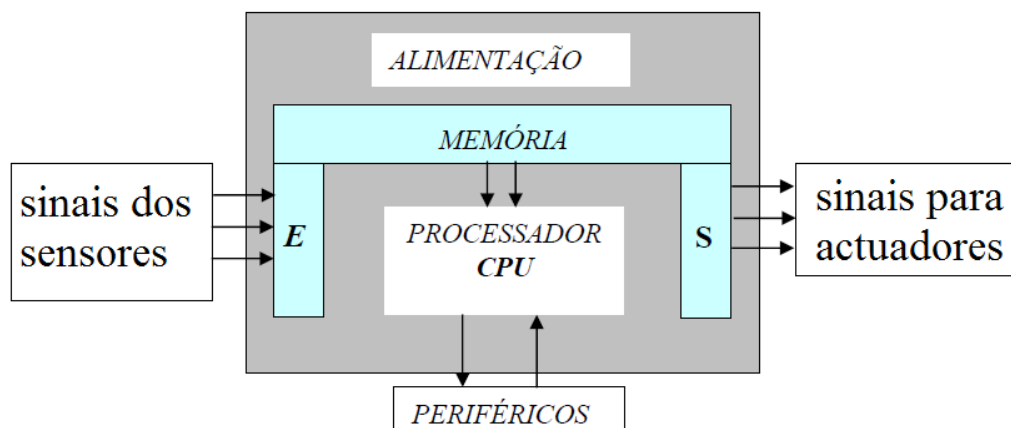 ALIMENTAÇÃO
MEMÓRIA
sinais dos
sensores
E
PROCESSADOR
CPU
S
sinais para
actuadores
PERIFÉRICOS